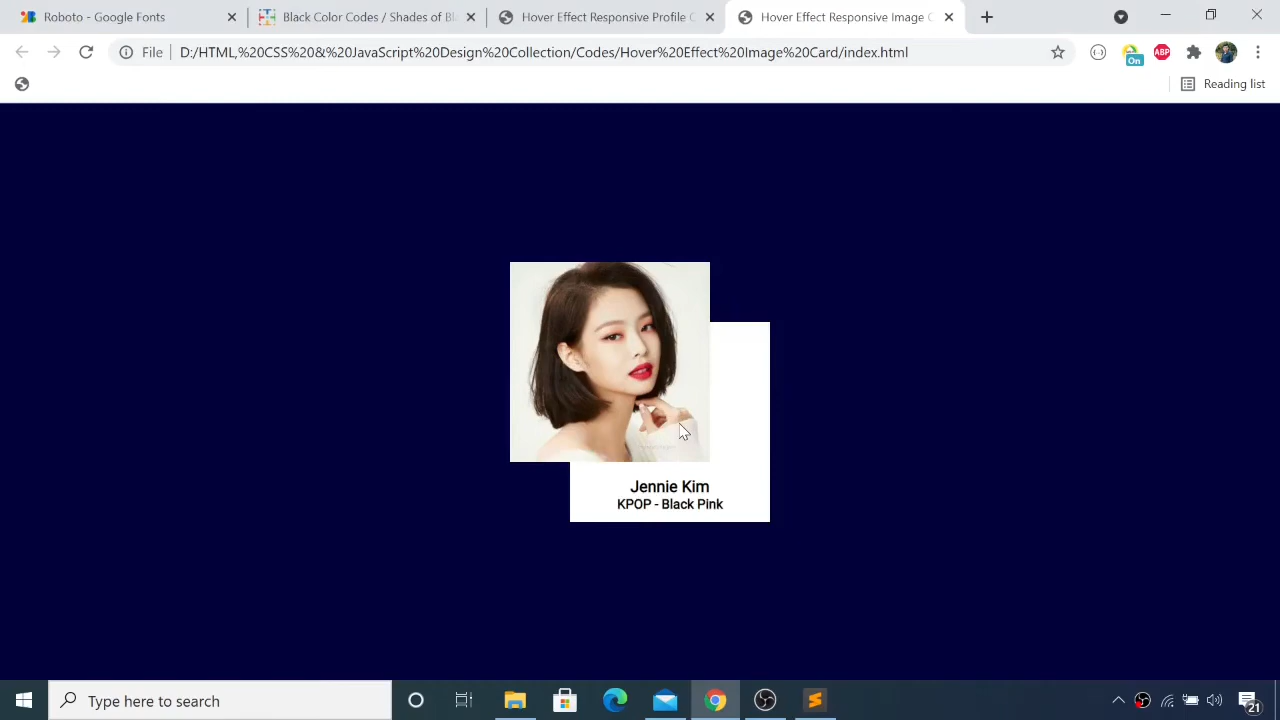 Roboto - Google Fonts
Black Color Codes / Shades of Bl
Hover Effect Responsive Profile C
Hover Effect Responsive Image C
File
D:/HTML,%20CSS%20&%20JavaScript%20Design%20Collection/Codes/Hover%20Effect%20Image%20Card/index.html
On
ABP
Reading list
Jennie Kim
KPOP - Black Pink
Type here to search
21